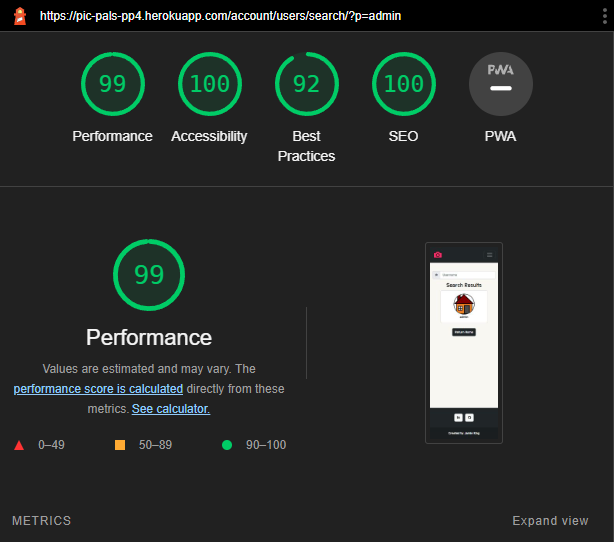 https://pic-pals-pp4.herokuapp.com/account/users/search/?p=admin
99 100 92 100 PWA
Performance Accessibility Best Practices SEO PWA
99
Performance
Values are estimated and may vary. The
performance score is calculated directly from these
metrics. See calculator.
0–49 50–89 90–100
Search Results
METRICS Expand view